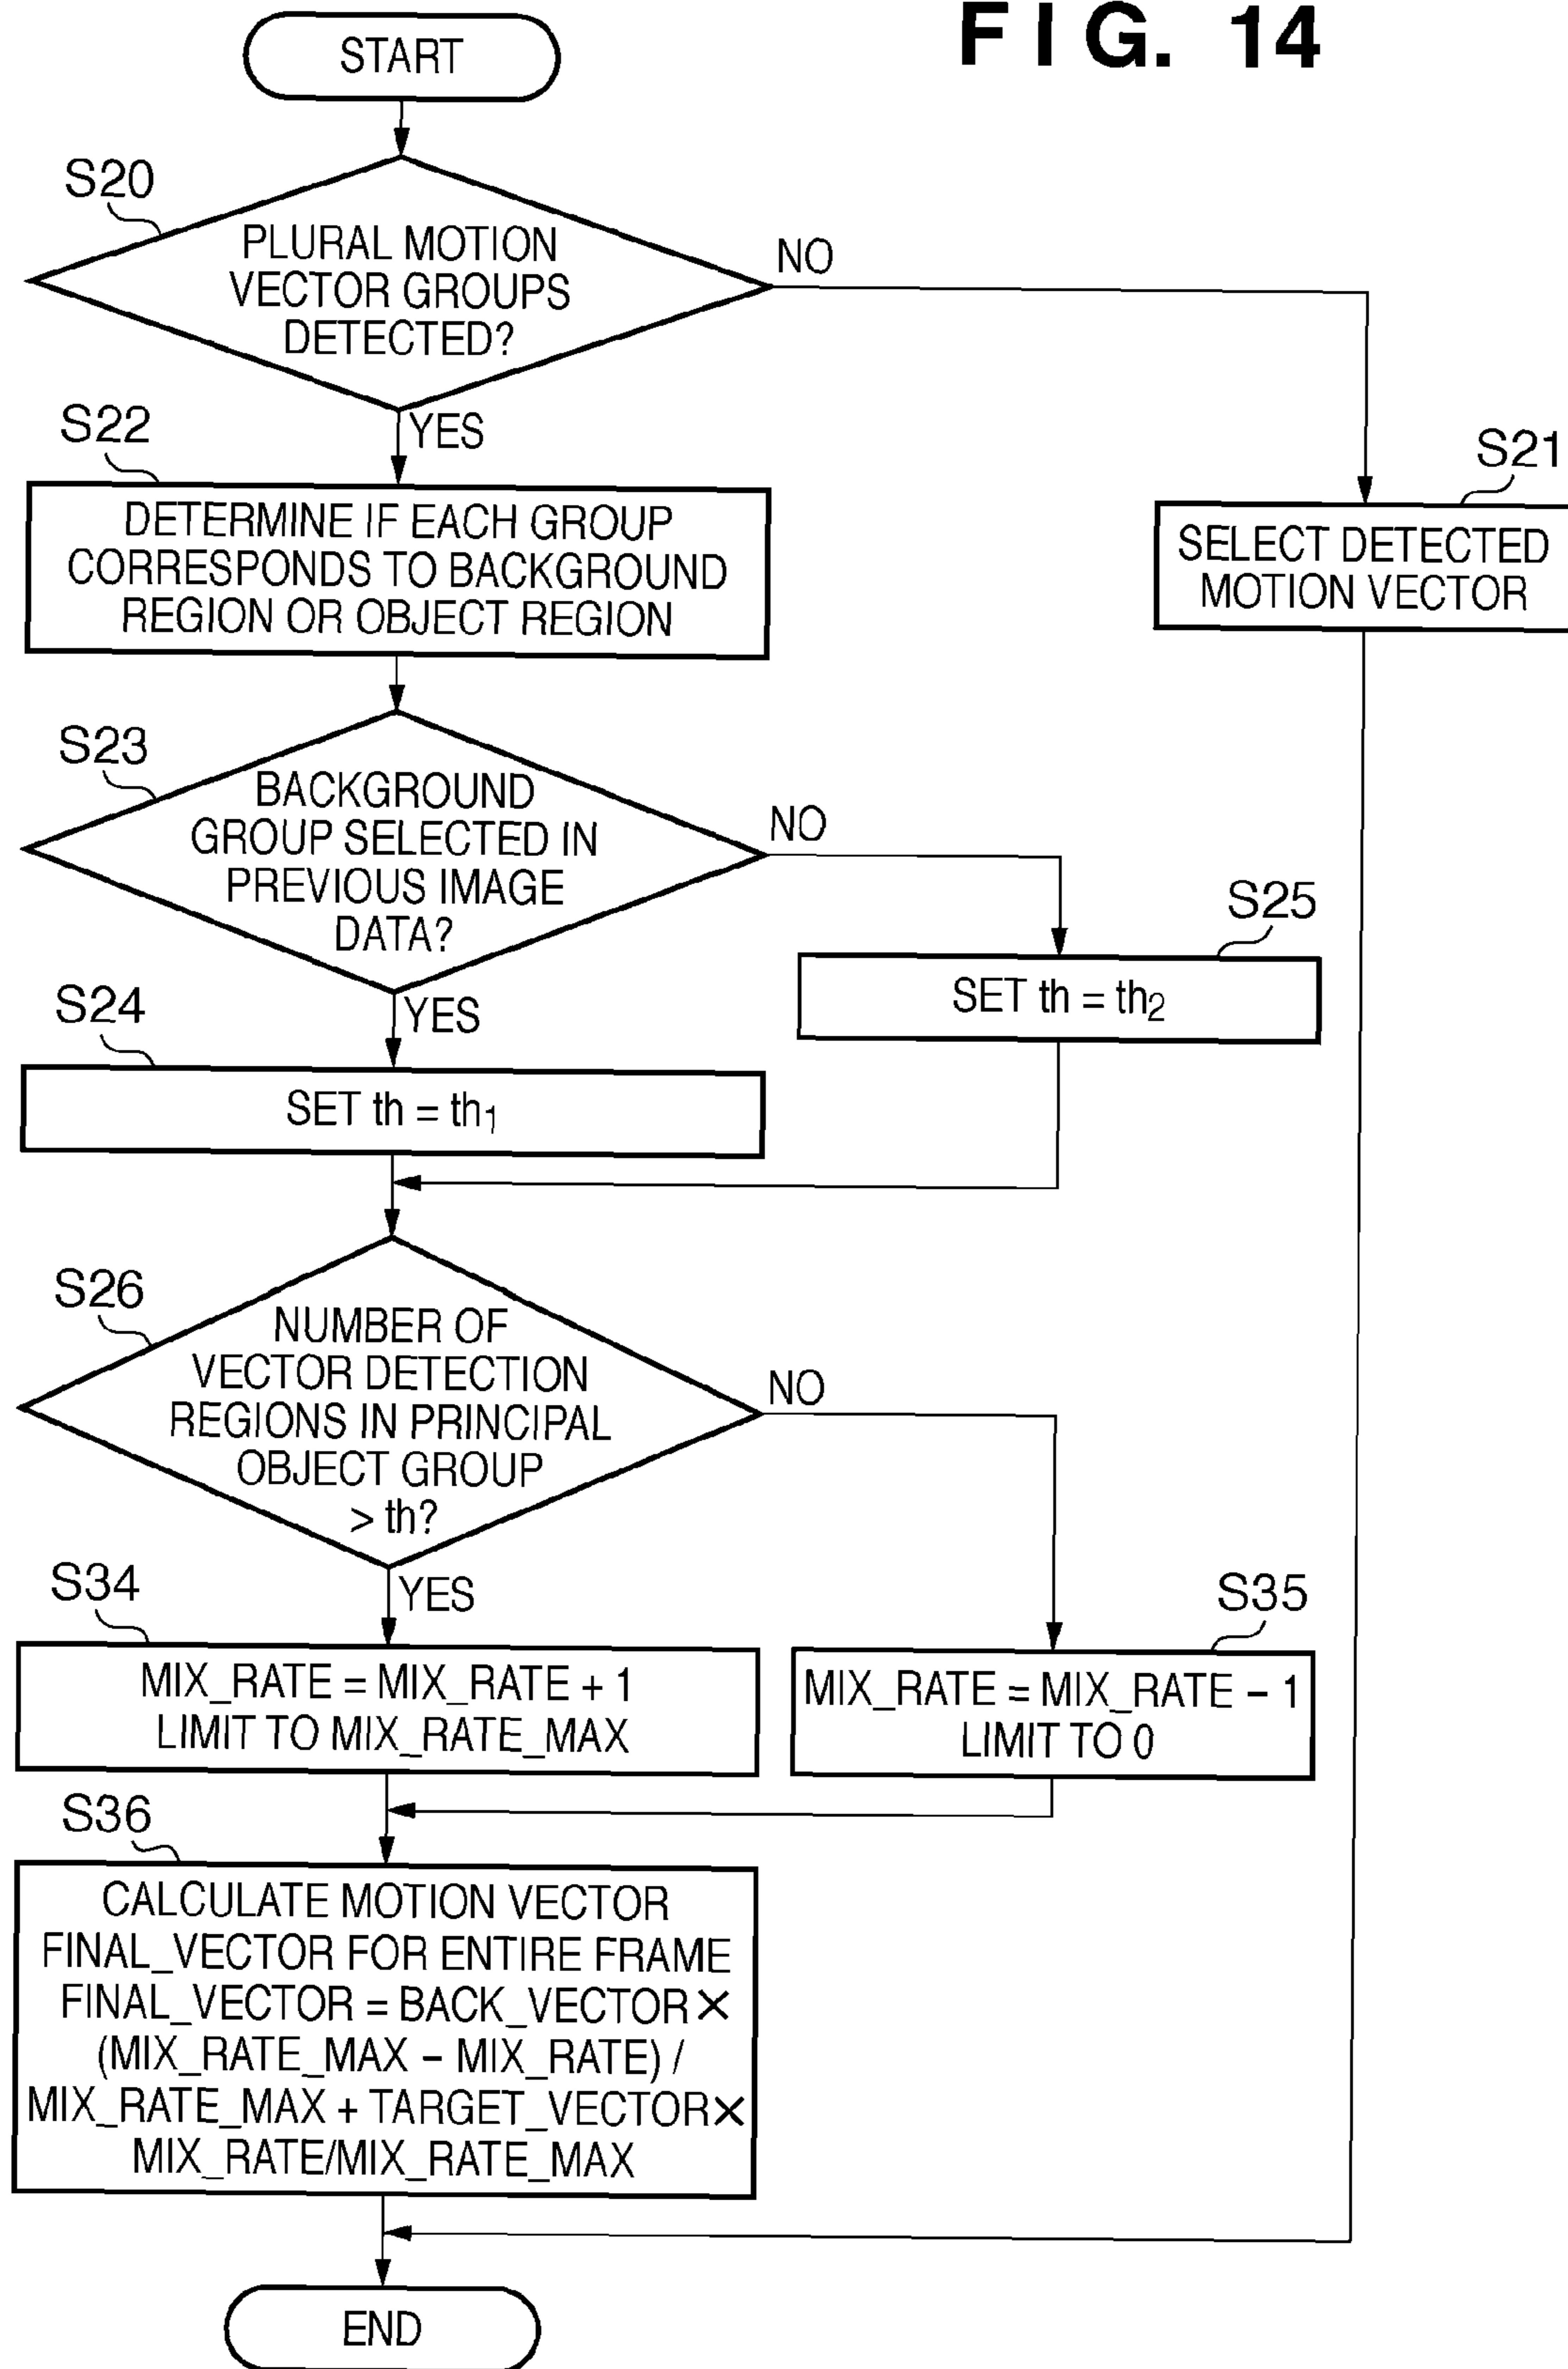 FIG. 14
START
S20
PLURAL MOTION
VECTOR GROUPS
DETECTED?
NO
YES
S22
DETERMINE IF EACH GROUP
CORRESPONDS TO BACKGROUND
REGION OR OBJECT REGION
S21
SELECT DETECTED
MOTION VECTOR
S23
BACKGROUND
GROUP SELECTED IN
PREVIOUS IMAGE
DATA?
NO
YES
S25
SET th = th2
S24
SET th = th1
S26
NUMBER OF
VECTOR DETECTION
REGIONS IN PRINCIPAL
OBJECT GROUP
> th?
NO
YES
S34
MIX_RATE = MIX_RATE + 1
LIMIT TO MIX_RATE_MAX
S35
MIX_RATE = MIX_RATE − 1
LIMIT TO 0
S36
CALCULATE MOTION VECTOR
FINAL_VECTOR FOR ENTIRE FRAME
FINAL_VECTOR = BACK_VECTOR ×
(MIX_RATE_MAX − MIX_RATE) /
MIX_RATE_MAX + TARGET_VECTOR ×
MIX_RATE/MIX_RATE_MAX
END